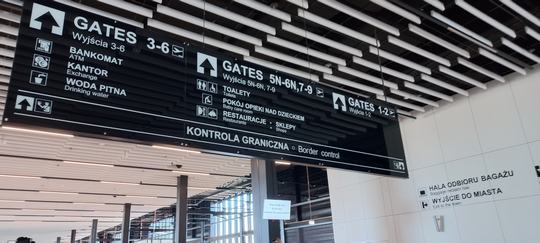 GATES 3-6
Wyjścia 3-6
BANKOMAT
ATM
KANTOR
Exchange
WODA PITNA
Drinking water
GATES 5N-6N, 7-9
Wyjścia 5N-6N, 7-9
TOALETY
Toilets
POKÓJ OPIEKI NAD DZIECKIEM
RESTAURACJE SKLEPY
Restaurants Shops
GATES 1-2
Wyjścia 1-2
KONTROLA GRANICZNA Border control
HALA ODBIORU BAGAŻU
WYJŚCIE DO MIASTA